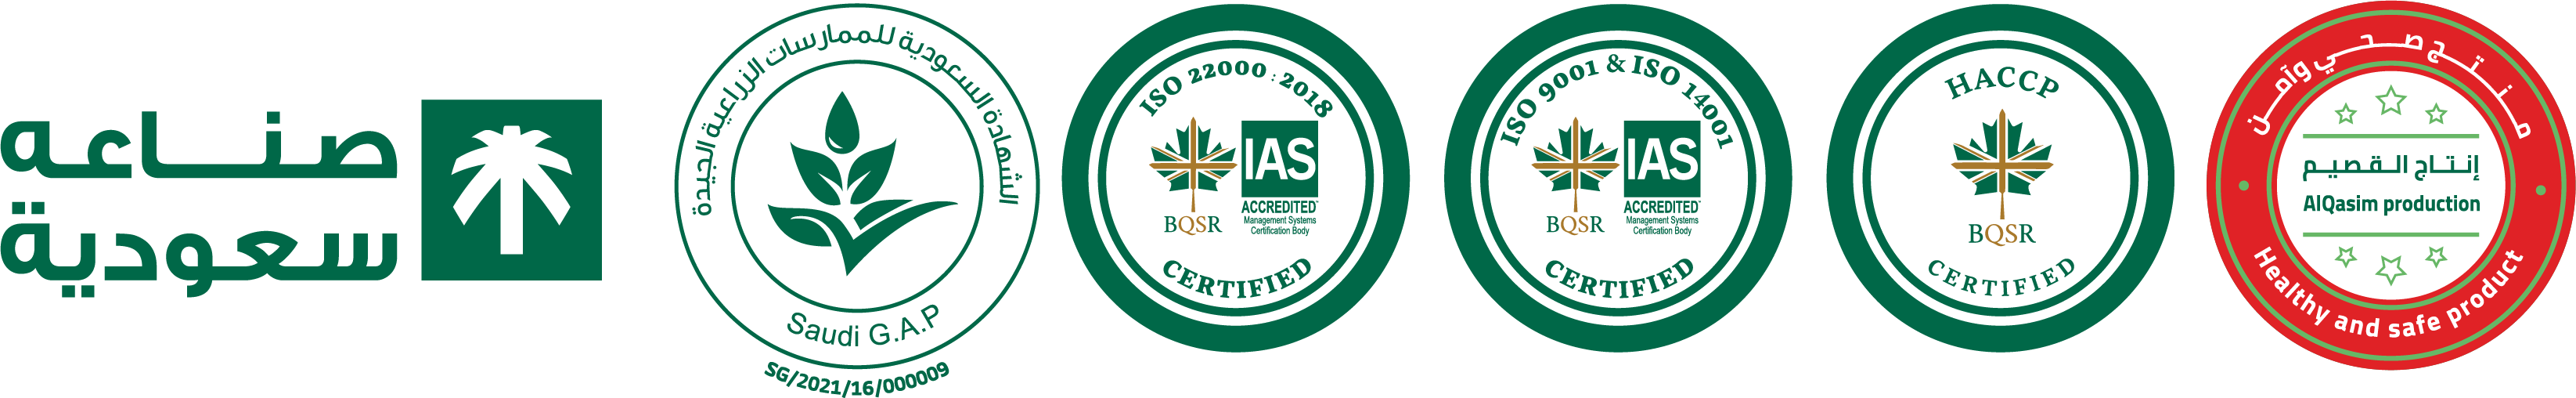 صناعه
سعودية
الشهادة السعودية للممارسات الزراعية الجيدة
Saudi G.A.P
SG/2021/16/000009
ISO 22000 : 2018
BQSR
IAS
ACCREDITED
Management Systems
Certification Body
CERTIFIED
ISO 9001 & ISO 14001
BQSR
IAS
ACCREDITED
Management Systems
Certification Body
CERTIFIED
HACCP
BQSR
CERTIFIED
منتج صحي وآمن
إنتاج القصيم
AlQasim production
Healthy and safe product